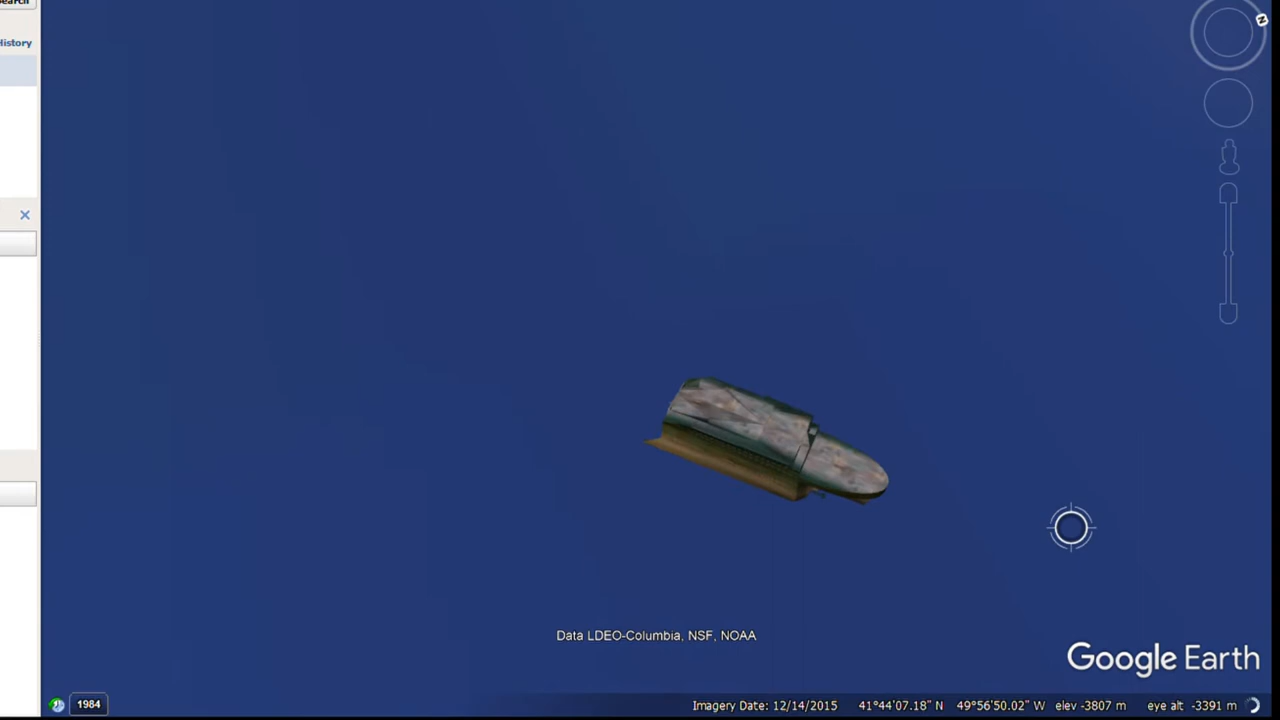 Search
History
Data LDEO-Columbia, NSF, NOAA
Google Earth
1984
Imagery Date: 12/14/2015 41°44'07.18" N 49°56'50.02" W elev -3807 m eye alt -3391 m